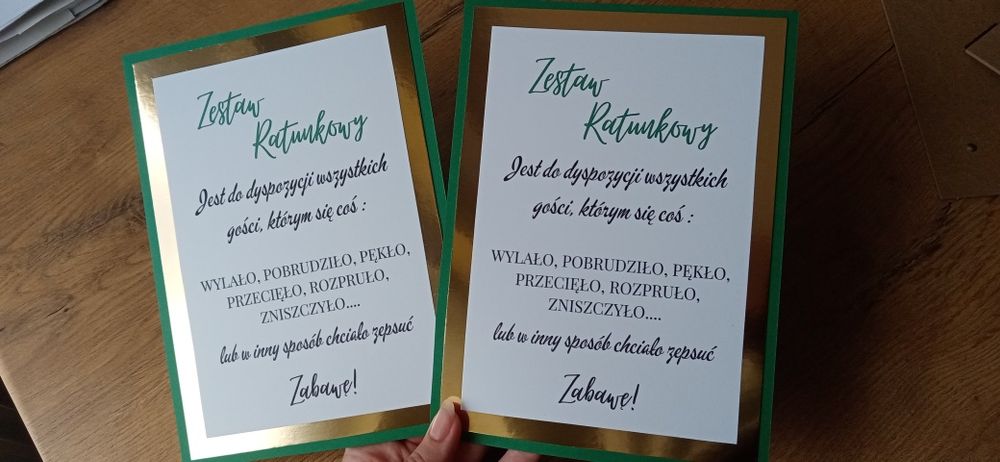 Zestaw
Ratunkowy
Jest do dyspozycji wszystkich
gości, którym się coś :
WYLAŁO, POBRUDZIŁO, PĘKŁO,
PRZECIĘŁO, ROZPRUŁO,
ZNISZCZYŁO....
lub w inny sposób chciało zepsuć
Zabawę!
Zestaw
Ratunkowy
Jest do dyspozycji wszystkich
gości, którym się coś :
WYLAŁO, POBRUDZIŁO, PĘKŁO,
PRZECIĘŁO, ROZPRUŁO,
ZNISZCZYŁO....
lub w inny sposób chciało zepsuć
Zabawę!